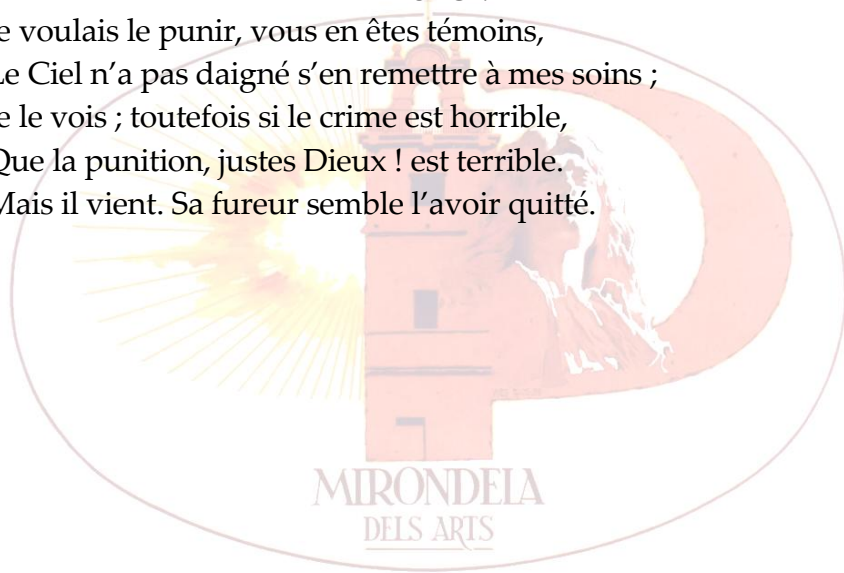 e voulais le punir, vous en êtes témoins,
Le Ciel n’a pas daigné s’en remettre à mes soins ;
e le vois ; toutefois si le crime est horrible,
Que la punition, justes Dieux ! est terrible.
Mais il vient. Sa fureur semble l’avoir quitté.
MIRONDELA
DELS ARTS